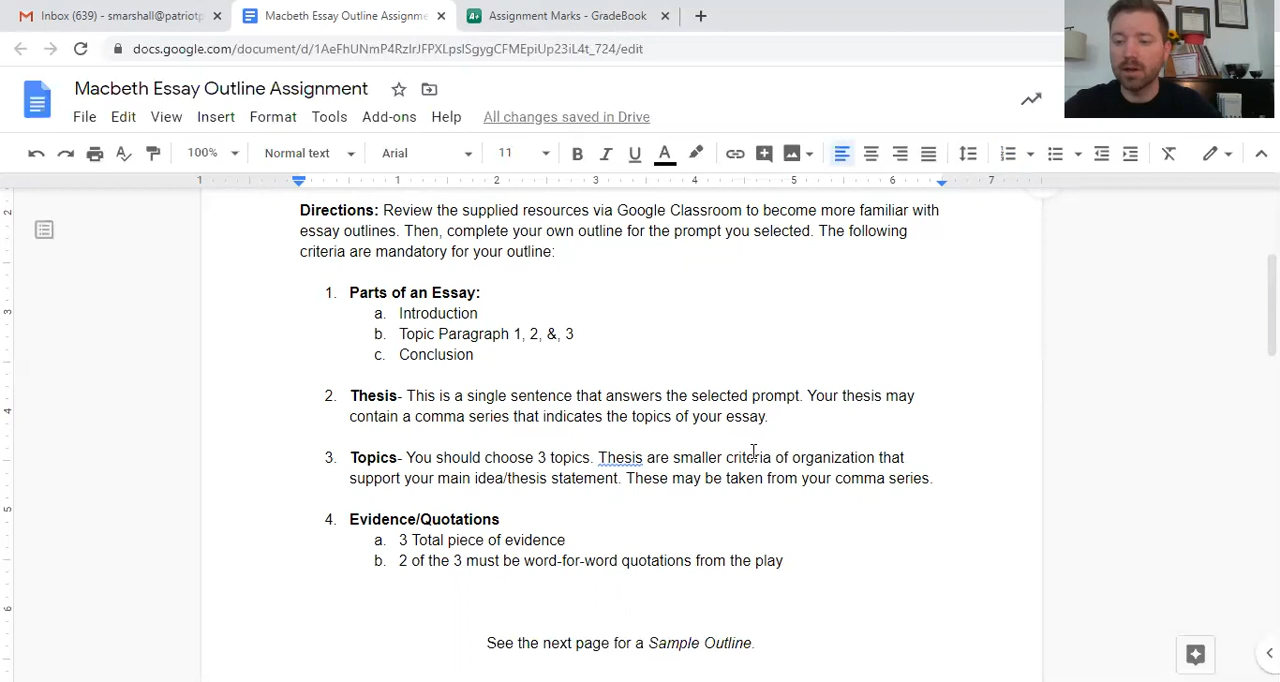 Inbox (639) - smarshall@patriotp
Macbeth Essay Outline Assignme
Assignment Marks - GradeBook
docs.google.com/document/d/1AeFhUNmP4RzIrJFPXLpsISgygCFMEpiUp23iL4t_724/edit
Macbeth Essay Outline Assignment
File Edit View Insert Format Tools Add-ons Help All changes saved in Drive
100% Normal text Arial 11
1 1 2 3 4 5 6 7
Directions: Review the supplied resources via Google Classroom to become more familiar with
essay outlines. Then, complete your own outline for the prompt you selected. The following
criteria are mandatory for your outline:
1. Parts of an Essay:
a. Introduction
b. Topic Paragraph 1, 2, &, 3
c. Conclusion
2. Thesis- This is a single sentence that answers the selected prompt. Your thesis may
contain a comma series that indicates the topics of your essay.
3. Topics- You should choose 3 topics. Thesis are smaller criteria of organization that
support your main idea/thesis statement. These may be taken from your comma series.
4. Evidence/Quotations
a. 3 Total piece of evidence
b. 2 of the 3 must be word-for-word quotations from the play
See the next page for a Sample Outline.